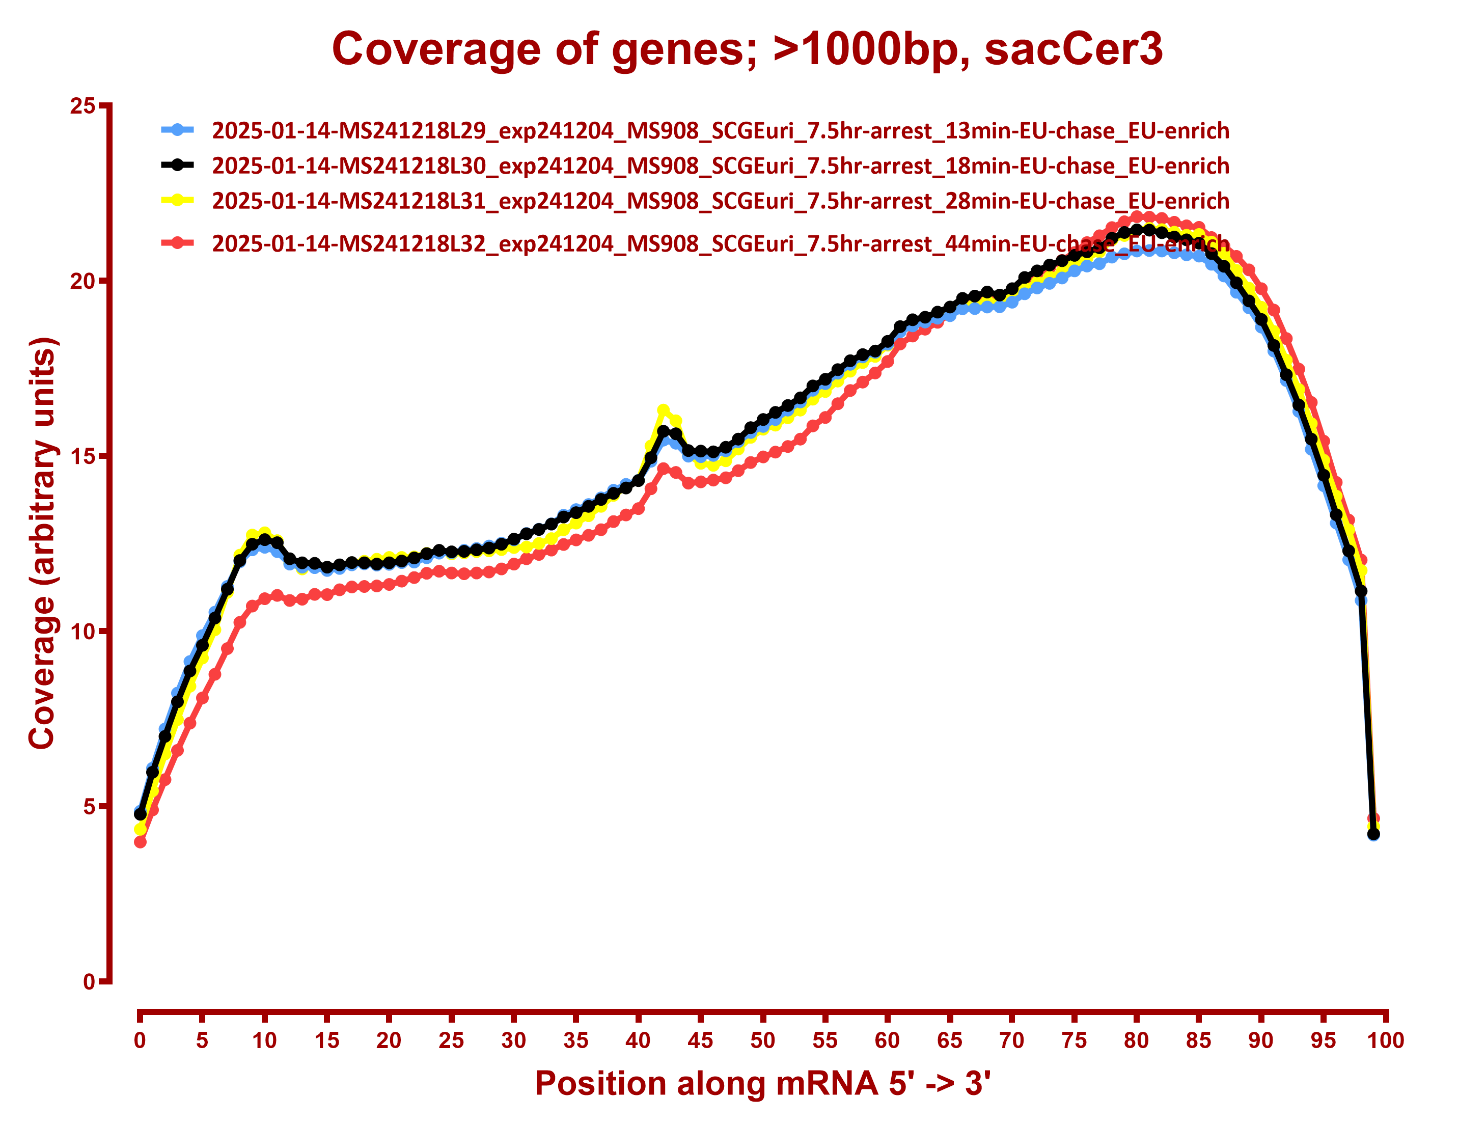 Coverage of genes; >1000bp, sacCer3
25
2025-01-14-MS241218L29_exp241204_MS908_SCGEuri_7.5hr-arrest_13min-EU-chase_EU-enrich
2025-01-14-MS241218L30_exp241204_MS908_SCGEuri_7.5hr-arrest_18min-EU-chase_EU-enrich
2025-01-14-MS241218L31_exp241204_MS908_SCGEuri_7.5hr-arrest_28min-EU-chase_EU-enrich
2025-01-14-MS241218L32_exp241204_MS908_SCGEuri_7.5hr-arrest_44min-EU-chase_EU-enrich
20
15
10
5
0
Coverage (arbitrary units)
0 5 10 15 20 25 30 35 40 45 50 55 60 65 70 75 80 85 90 95 100
Position along mRNA 5' -> 3'